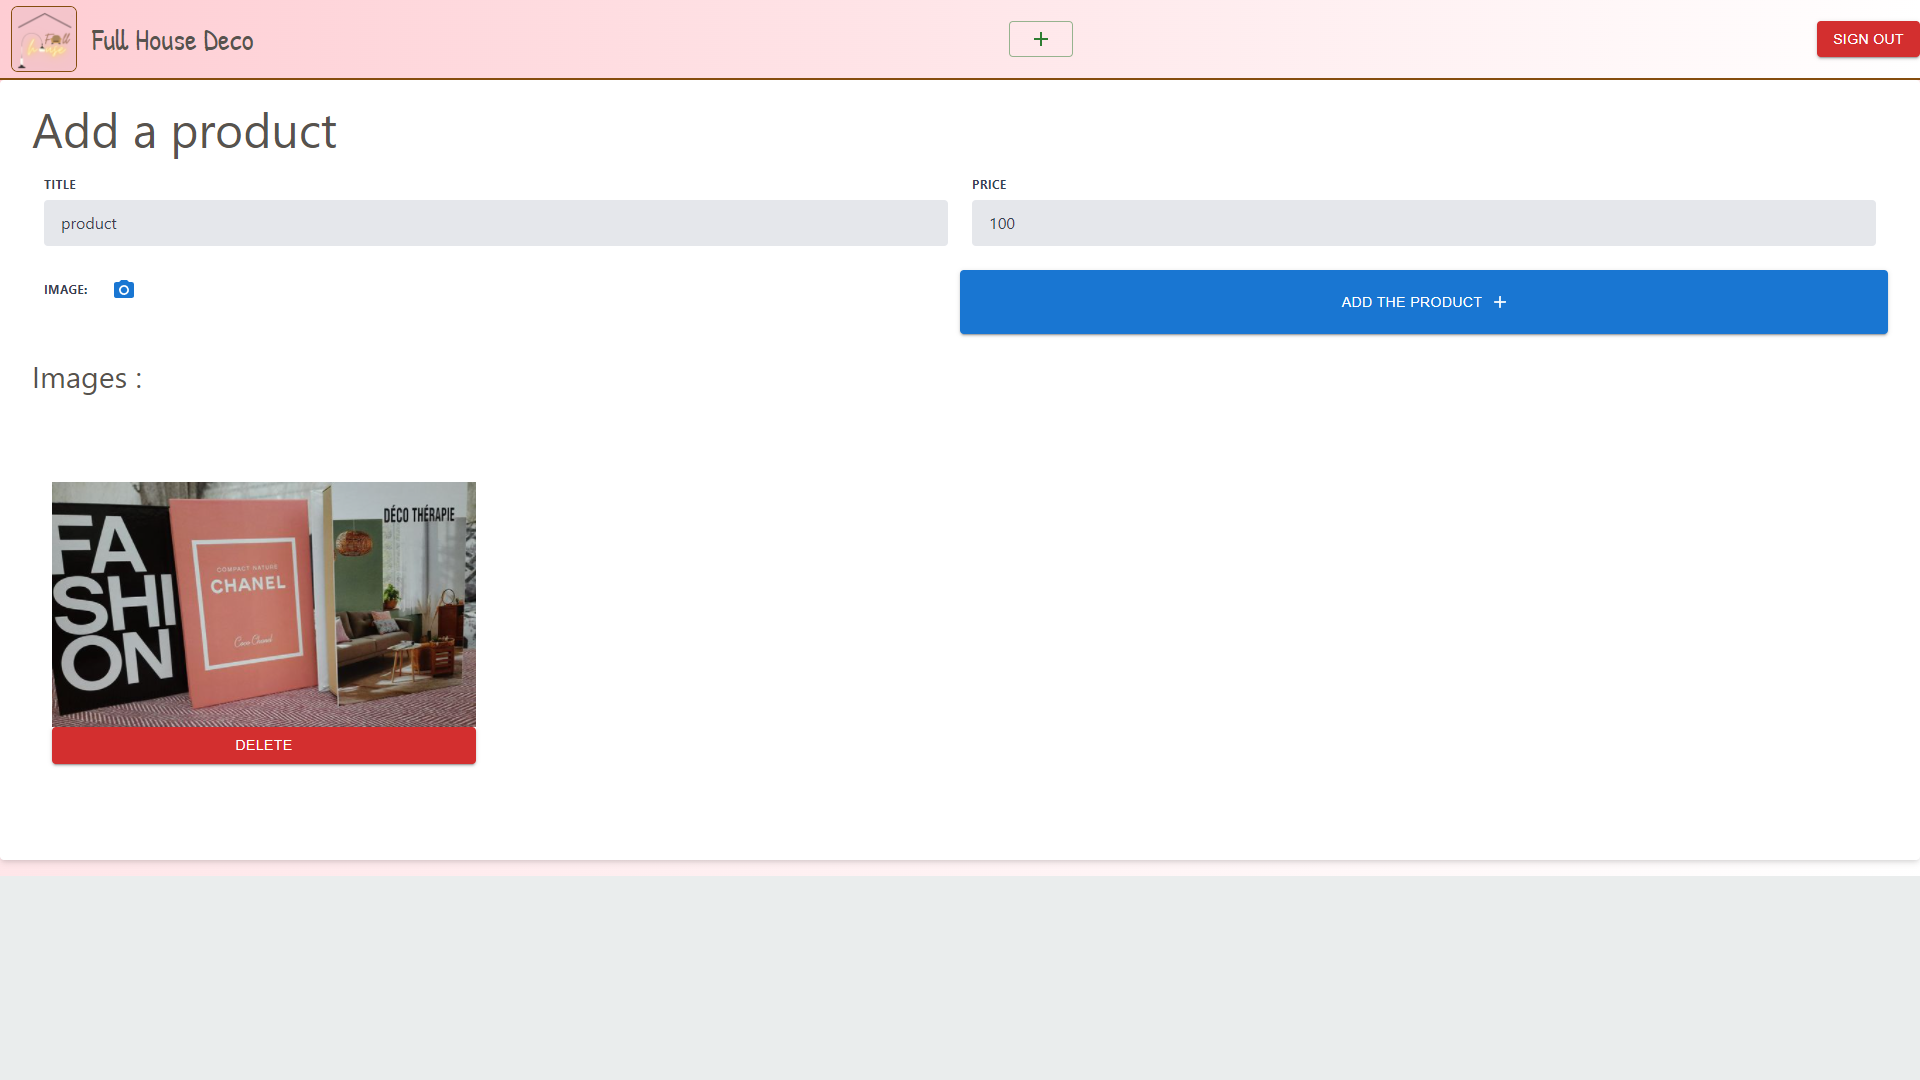 Full House Deco
SIGN OUT
Add a product
TITLE
PRICE
product
100
IMAGE:
ADD THE PRODUCT
Images :
FA
SHI
ON
COMPACT NATURE
CHANEL
Coco Chanel
DÉCO THÉRAPIE
DELETE